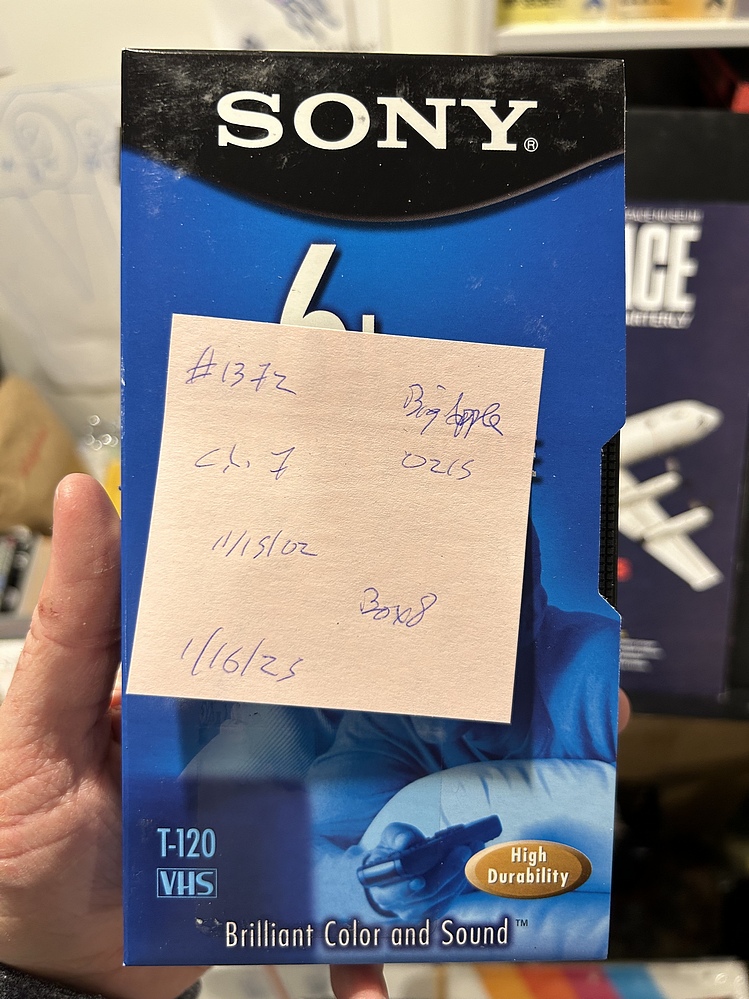 SONY®
6
#1372
Big Apple
Ch. 7
0215
11/15/02
Box 8
1/16/25
T-120
VHS
High
Durability
Brilliant Color and Sound™